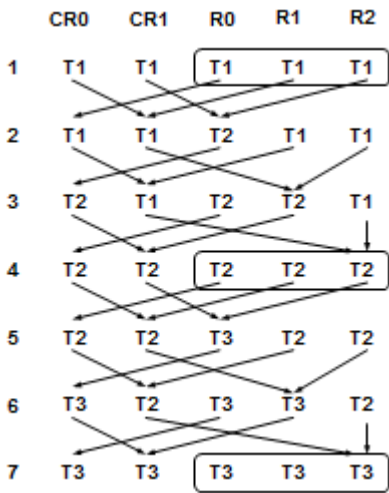 CR0 CR1 R0 R1 R2
1 T1 T1 T1 T1 T1
2 T1 T1 T2 T1 T1
3 T2 T1 T2 T2 T1
4 T2 T2 T2 T2 T2
5 T2 T2 T3 T2 T2
6 T3 T2 T3 T3 T2
7 T3 T3 T3 T3 T3